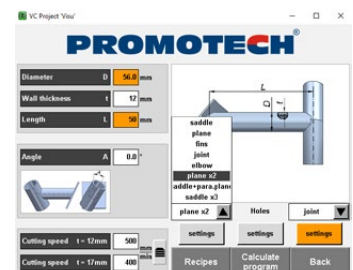 VC Project 'Visu'
PROMOTECH®
Diameter D 56.0 mm
Wall thickness t 12 mm
Length L 50 mm
Angle A 0.0 °
Cutting speed t = 12mm 500 mm
Cutting speed t = 17mm 400
L
D
t
saddle
plane
fins
joint
elbow
plane x2
addle+para.plane
saddle x3
plane x2 Holes joint
settings settings settings
Recipes Calculate program Back